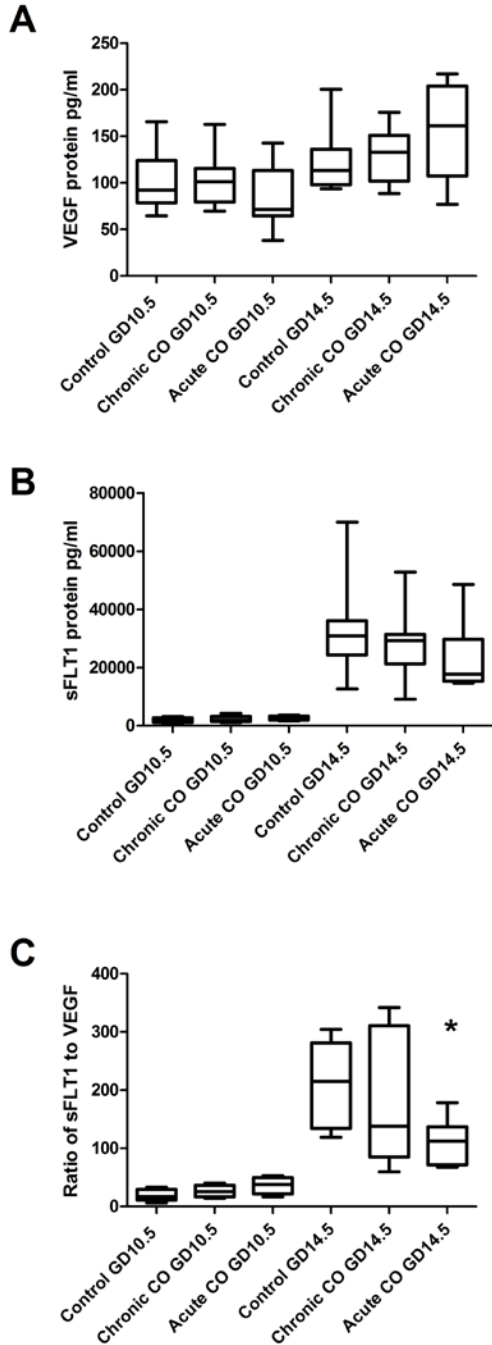 A
VEGF protein pg/ml
250
200
150
100
50
0
Control GD10.5
Chronic CO GD10.5
Acute CO GD10.5
Control GD14.5
Chronic CO GD14.5
Acute CO GD14.5
B
sFLT1 protein pg/ml
80000
60000
40000
20000
0
Control GD10.5
Chronic CO GD10.5
Acute CO GD10.5
Control GD14.5
Chronic CO GD14.5
Acute CO GD14.5
C
Ratio of sFLT1 to VEGF
400
300
200
100
0
*
Control GD10.5
Chronic CO GD10.5
Acute CO GD10.5
Control GD14.5
Chronic CO GD14.5
Acute CO GD14.5